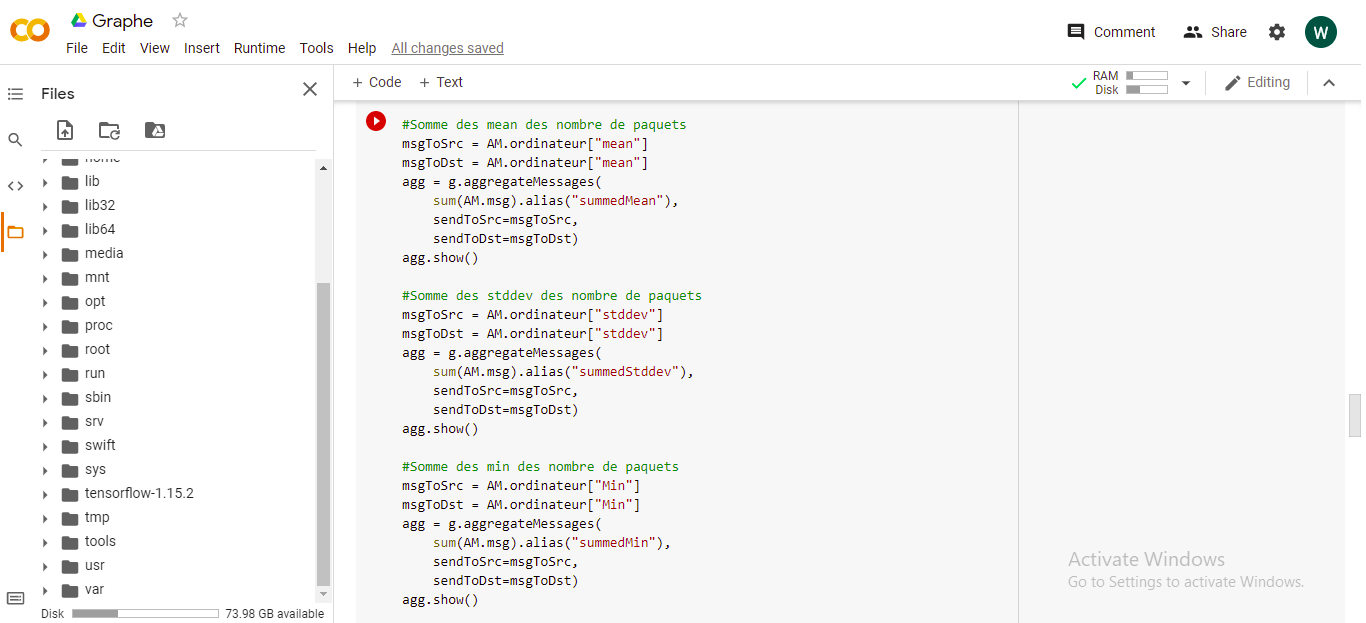 Graphe
File Edit View Insert Runtime Tools Help All changes saved
Comment Share W
Files
+ Code + Text
RAM
Disk
Editing
home
lib
lib32
lib64
media
mnt
opt
proc
root
run
sbin
srv
swift
sys
tensorflow-1.15.2
tmp
tools
usr
var
Disk 73.98 GB available
#Somme des mean des nombre de paquets
msgToSrc = AM.ordinateur["mean"]
msgToDst = AM.ordinateur["mean"]
agg = g.aggregateMessages(
    sum(AM.msg).alias("summedMean"),
    sendToSrc=msgToSrc,
    sendToDst=msgToDst)
agg.show()
#Somme des stddev des nombre de paquets
msgToSrc = AM.ordinateur["stddev"]
msgToDst = AM.ordinateur["stddev"]
agg = g.aggregateMessages(
    sum(AM.msg).alias("summedStddev"),
    sendToSrc=msgToSrc,
    sendToDst=msgToDst)
agg.show()
#Somme des min des nombre de paquets
msgToSrc = AM.ordinateur["Min"]
msgToDst = AM.ordinateur["Min"]
agg = g.aggregateMessages(
    sum(AM.msg).alias("summedMin"),
    sendToSrc=msgToSrc,
    sendToDst=msgToDst)
agg.show()
Activate Windows
Go to Settings to activate Windows.